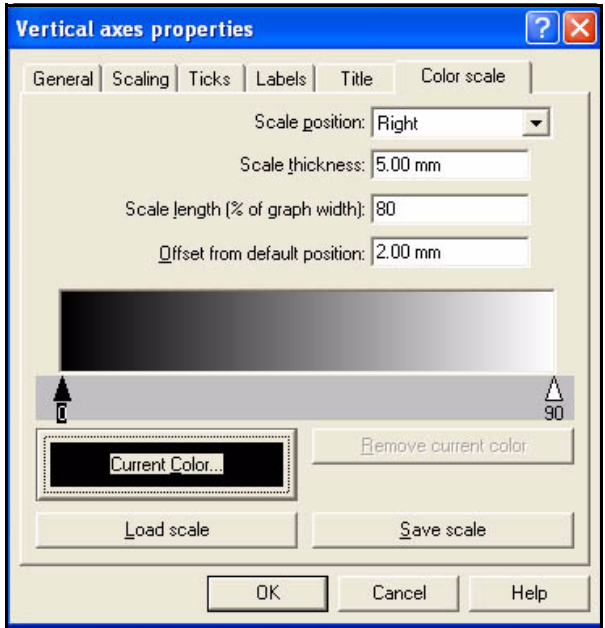 Vertical axes properties
General Scaling Ticks Labels Title Color scale
Scale position: Right
Scale thickness: 5.00 mm
Scale length (% of graph width): 80
Offset from default position: 2.00 mm
0 90
Current Color... Remove current color
Load scale Save scale
OK Cancel Help